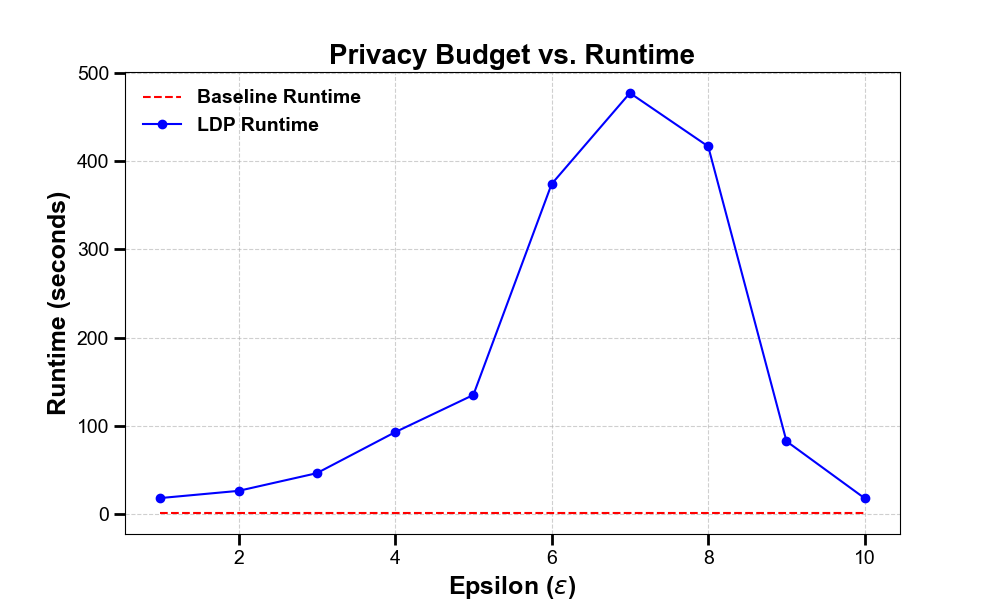 Privacy Budget vs. Runtime
Baseline Runtime
LDP Runtime
Runtime (seconds)
500
400
300
200
100
0
2 4 6 8 10
Epsilon (ε)